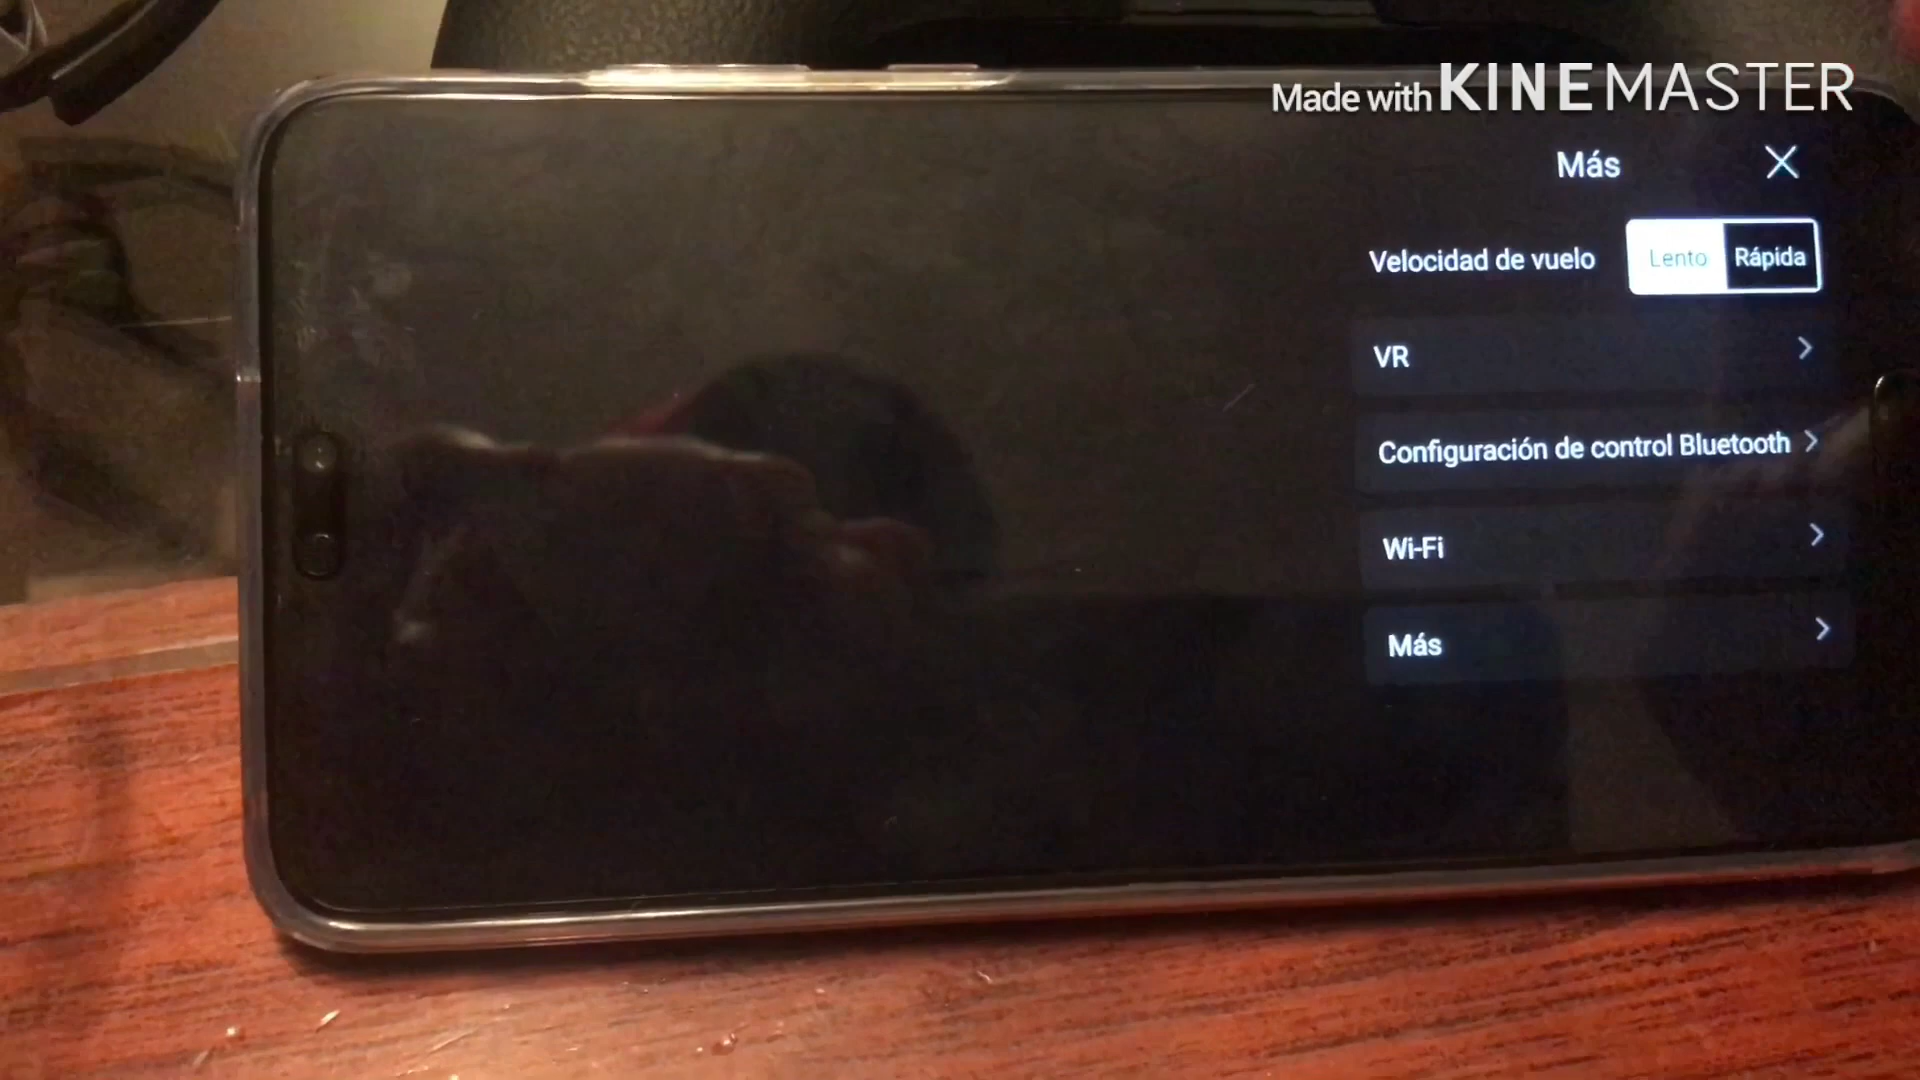 Made with KINEMASTER
Más
Velocidad de vuelo Lento Rápida
VR
Configuración de control Bluetooth
Wi-Fi
Más